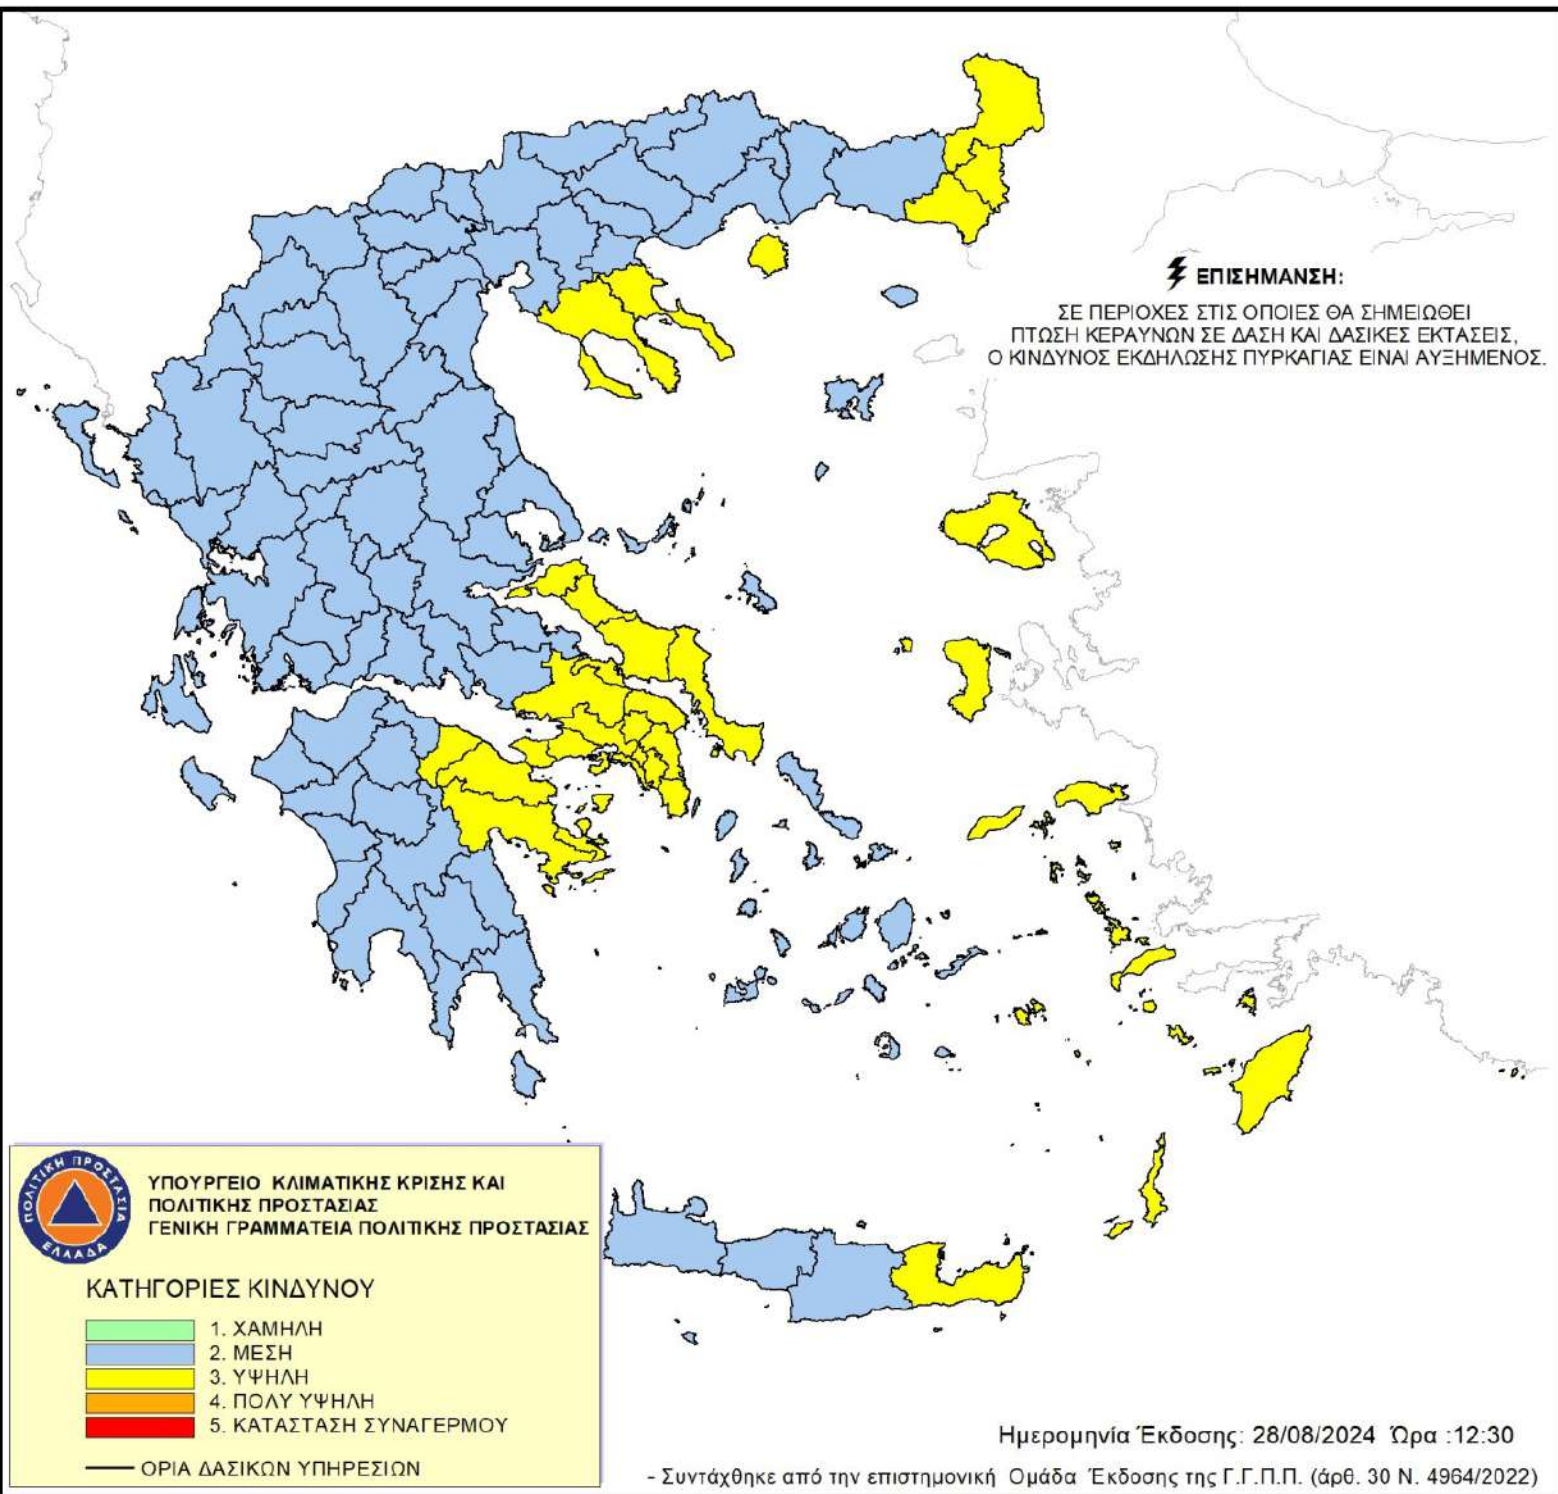 ΕΠΙΣΗΜΑΝΣΗ:
ΣΕ ΠΕΡΙΟΧΕΣ ΣΤΙΣ ΟΠΟΙΕΣ ΘΑ ΣΗΜΕΙΩΘΕΙ
ΠΤΩΣΗ ΚΕΡΑΥΝΩΝ ΣΕ ΔΑΣΗ ΚΑΙ ΔΑΣΙΚΕΣ ΕΚΤΑΣΕΙΣ,
Ο ΚΙΝΔΥΝΟΣ ΕΚΔΗΛΩΣΗΣ ΠΥΡΚΑΓΙΑΣ ΕΙΝΑΙ ΑΥΞΗΜΕΝΟΣ.
ΠΟΛΙΤΙΚΗ ΠΡΟΣΤΑΣΙΑ
ΕΛΛΑΔΑ
ΥΠΟΥΡΓΕΙΟ ΚΛΙΜΑΤΙΚΗΣ ΚΡΙΣΗΣ ΚΑΙ
ΠΟΛΙΤΙΚΗΣ ΠΡΟΣΤΑΣΙΑΣ
ΓΕΝΙΚΗ ΓΡΑΜΜΑΤΕΙΑ ΠΟΛΙΤΙΚΗΣ ΠΡΟΣΤΑΣΙΑΣ
ΚΑΤΗΓΟΡΙΕΣ ΚΙΝΔΥΝΟΥ
1. ΧΑΜΗΛΗ
2. ΜΕΣΗ
3. ΥΨΗΛΗ
4. ΠΟΛΥ ΥΨΗΛΗ
5. ΚΑΤΑΣΤΑΣΗ ΣΥΝΑΓΕΡΜΟΥ
ΟΡΙΑ ΔΑΣΙΚΩΝ ΥΠΗΡΕΣΙΩΝ
Ημερομηνία Έκδοσης: 28/08/2024 Ώρα :12:30
- Συντάχθηκε από την επιστημονική Ομάδα Έκδοσης της Γ.Γ.Π.Π. (άρθ. 30 Ν. 4964/2022)